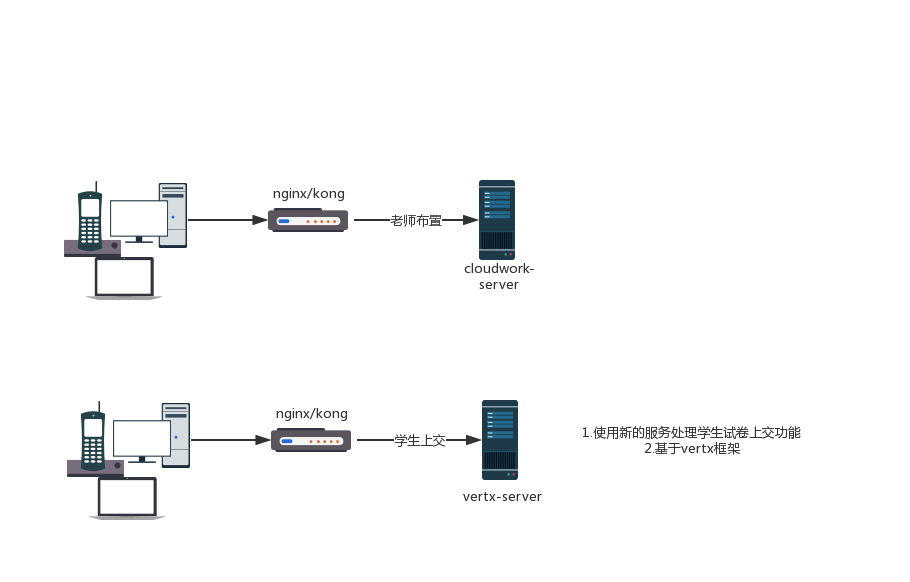 nginx/kong
老师布置
cloudwork-
server
nginx/kong
学生上交
vertx-server
1.使用新的服务处理学生试卷上交功能
2.基于vertx框架